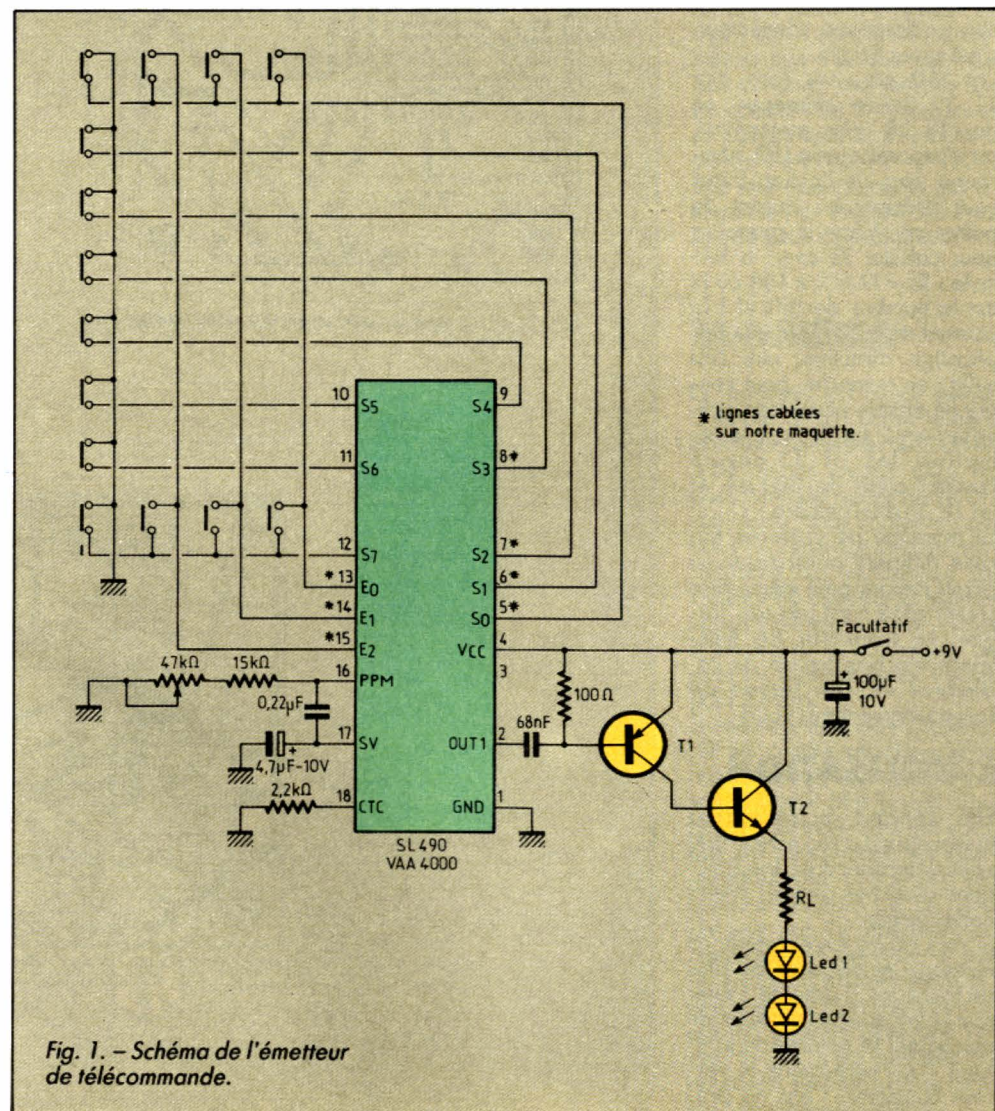 10
S5
S4
9
* lignes cablées
sur notre maquette.
11
S6
S3
8*
12
S7
S2
7*
*13
E0
S1
6*
*14
E1
S0
5*
*15
E2
VCC
4
Facultatif
+9V
47kΩ
15kΩ
16
PPM
3
100Ω
+
100µF
10V
0,22µF
68nF
17
SV
OUT1
2
T1
+
4,7µF-10V
2,2kΩ
18
CTC
GND
1
T2
SL 490
VAA 4000
RL
Led 1
Led 2
Fig. 1. – Schéma de l'émetteur
de télécommande.